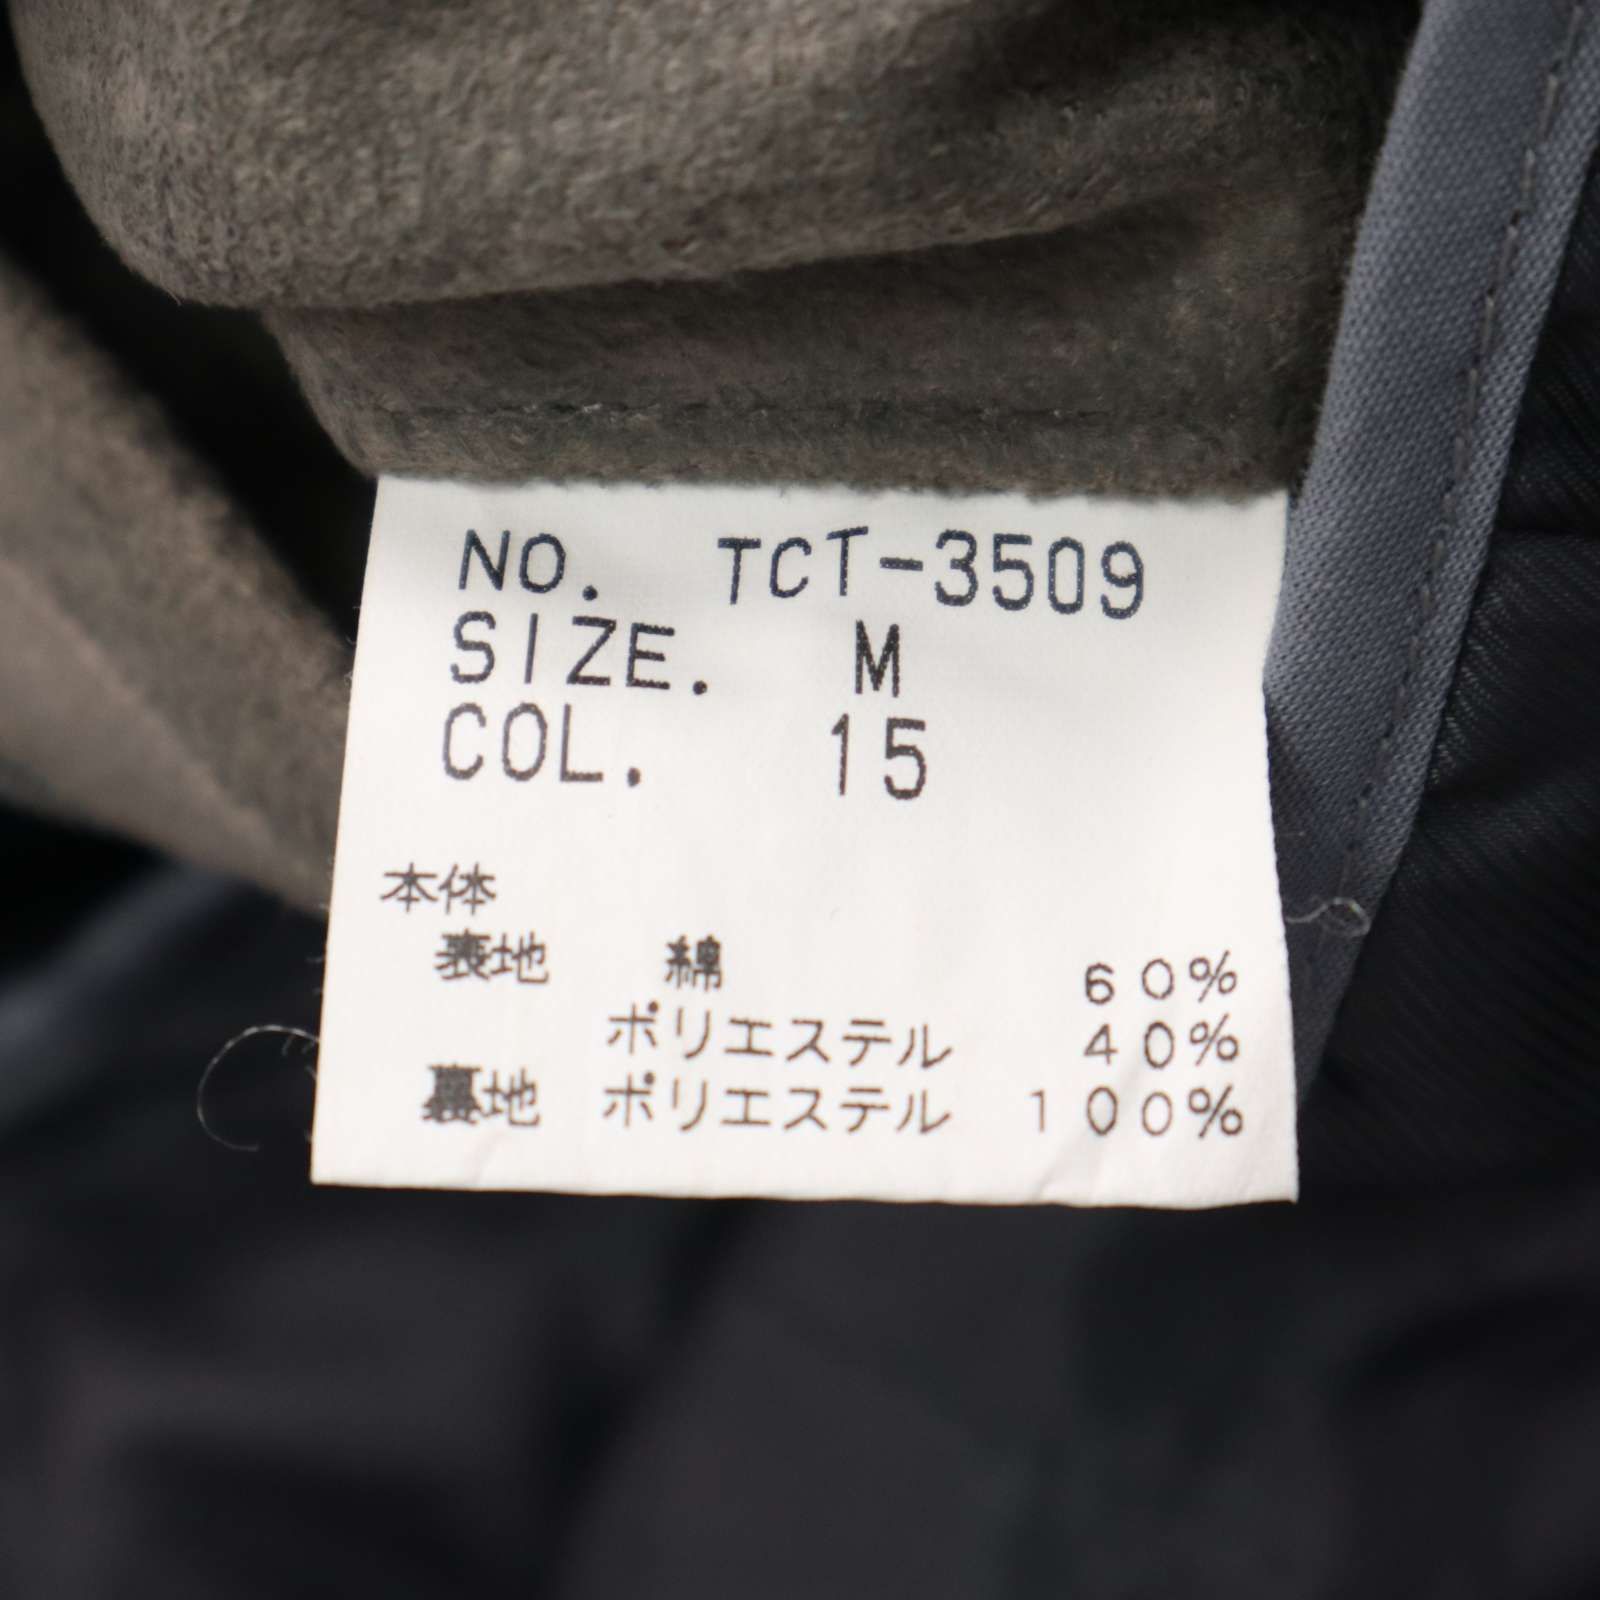 NO. TCT-3509
SIZE. M
COL. 15
本体
表地 綿 60%
ポリエステル 40%
裏地 ポリエステル 100%